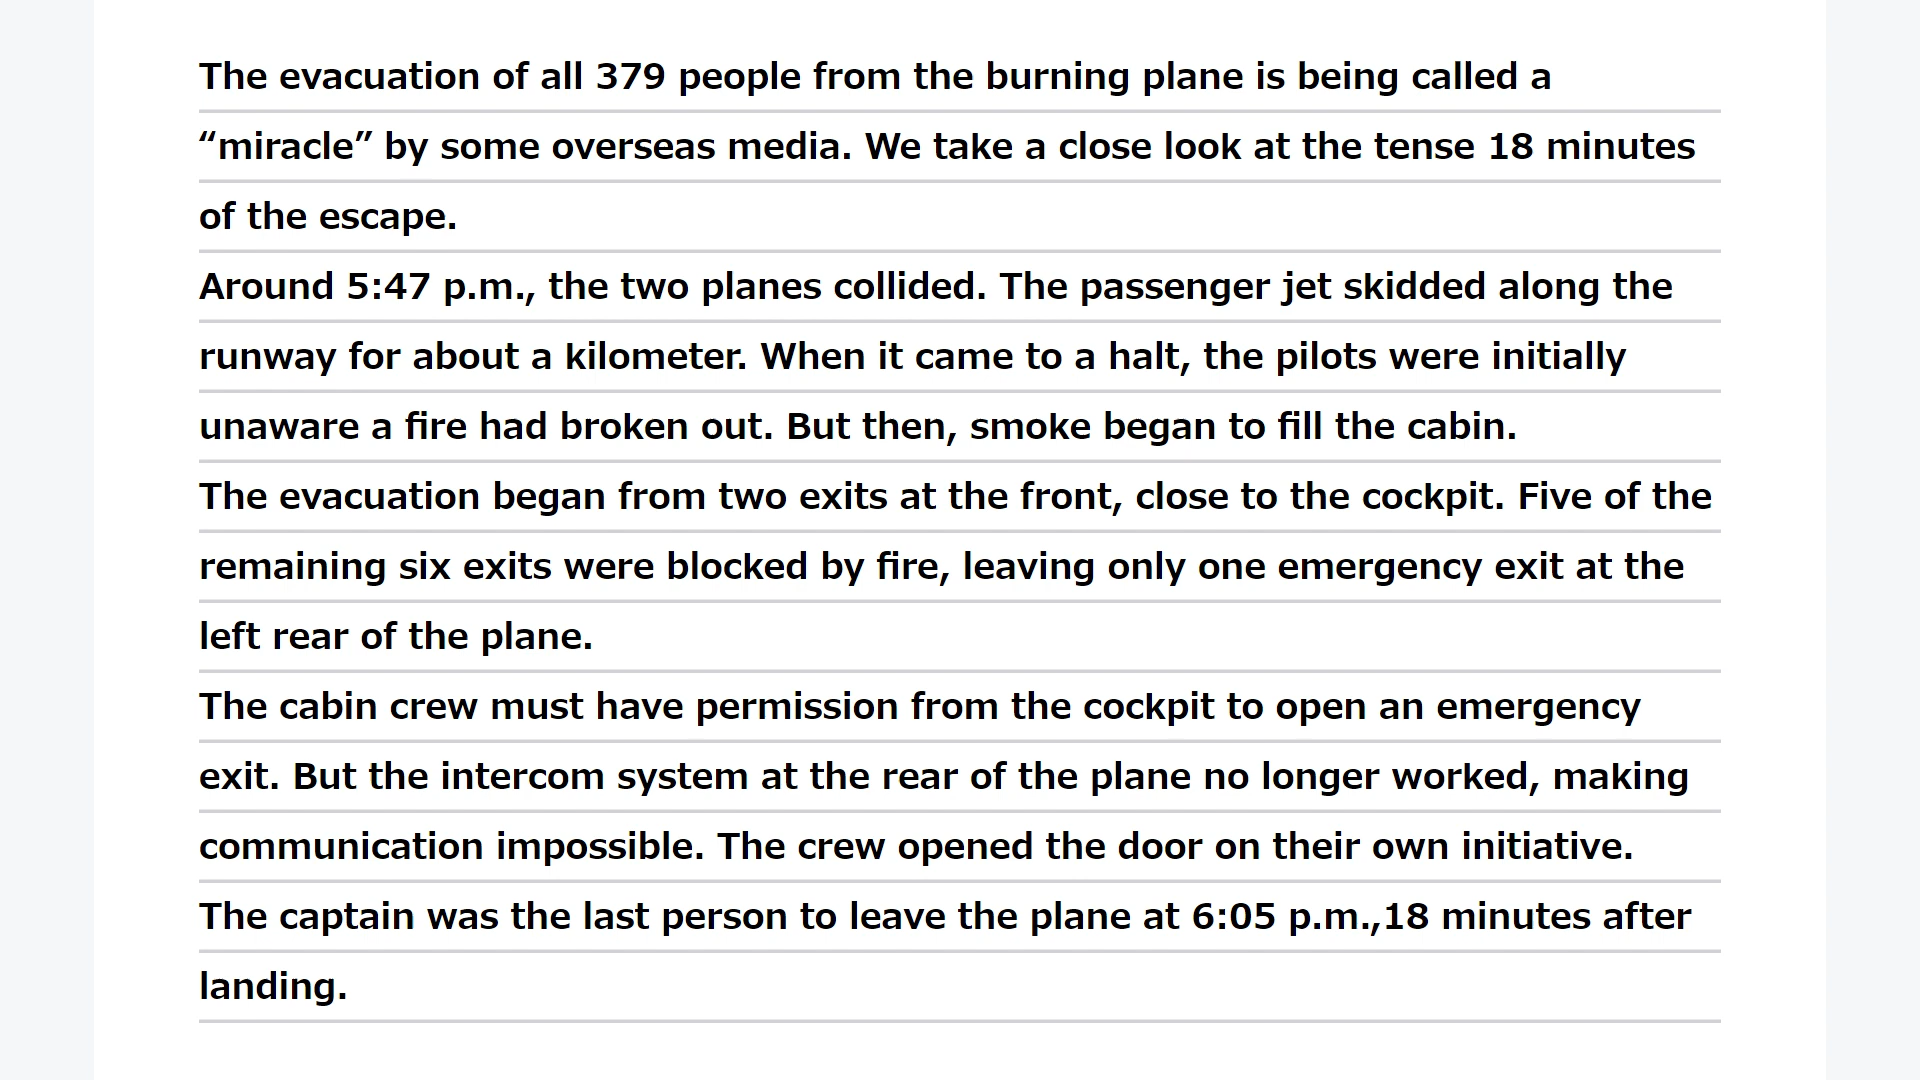 The evacuation of all 379 people from the burning plane is being called a
“miracle” by some overseas media. We take a close look at the tense 18 minutes
of the escape.
Around 5:47 p.m., the two planes collided. The passenger jet skidded along the
runway for about a kilometer. When it came to a halt, the pilots were initially
unaware a fire had broken out. But then, smoke began to fill the cabin.
The evacuation began from two exits at the front, close to the cockpit. Five of the
remaining six exits were blocked by fire, leaving only one emergency exit at the
left rear of the plane.
The cabin crew must have permission from the cockpit to open an emergency
exit. But the intercom system at the rear of the plane no longer worked, making
communication impossible. The crew opened the door on their own initiative.
The captain was the last person to leave the plane at 6:05 p.m.,18 minutes after
landing.